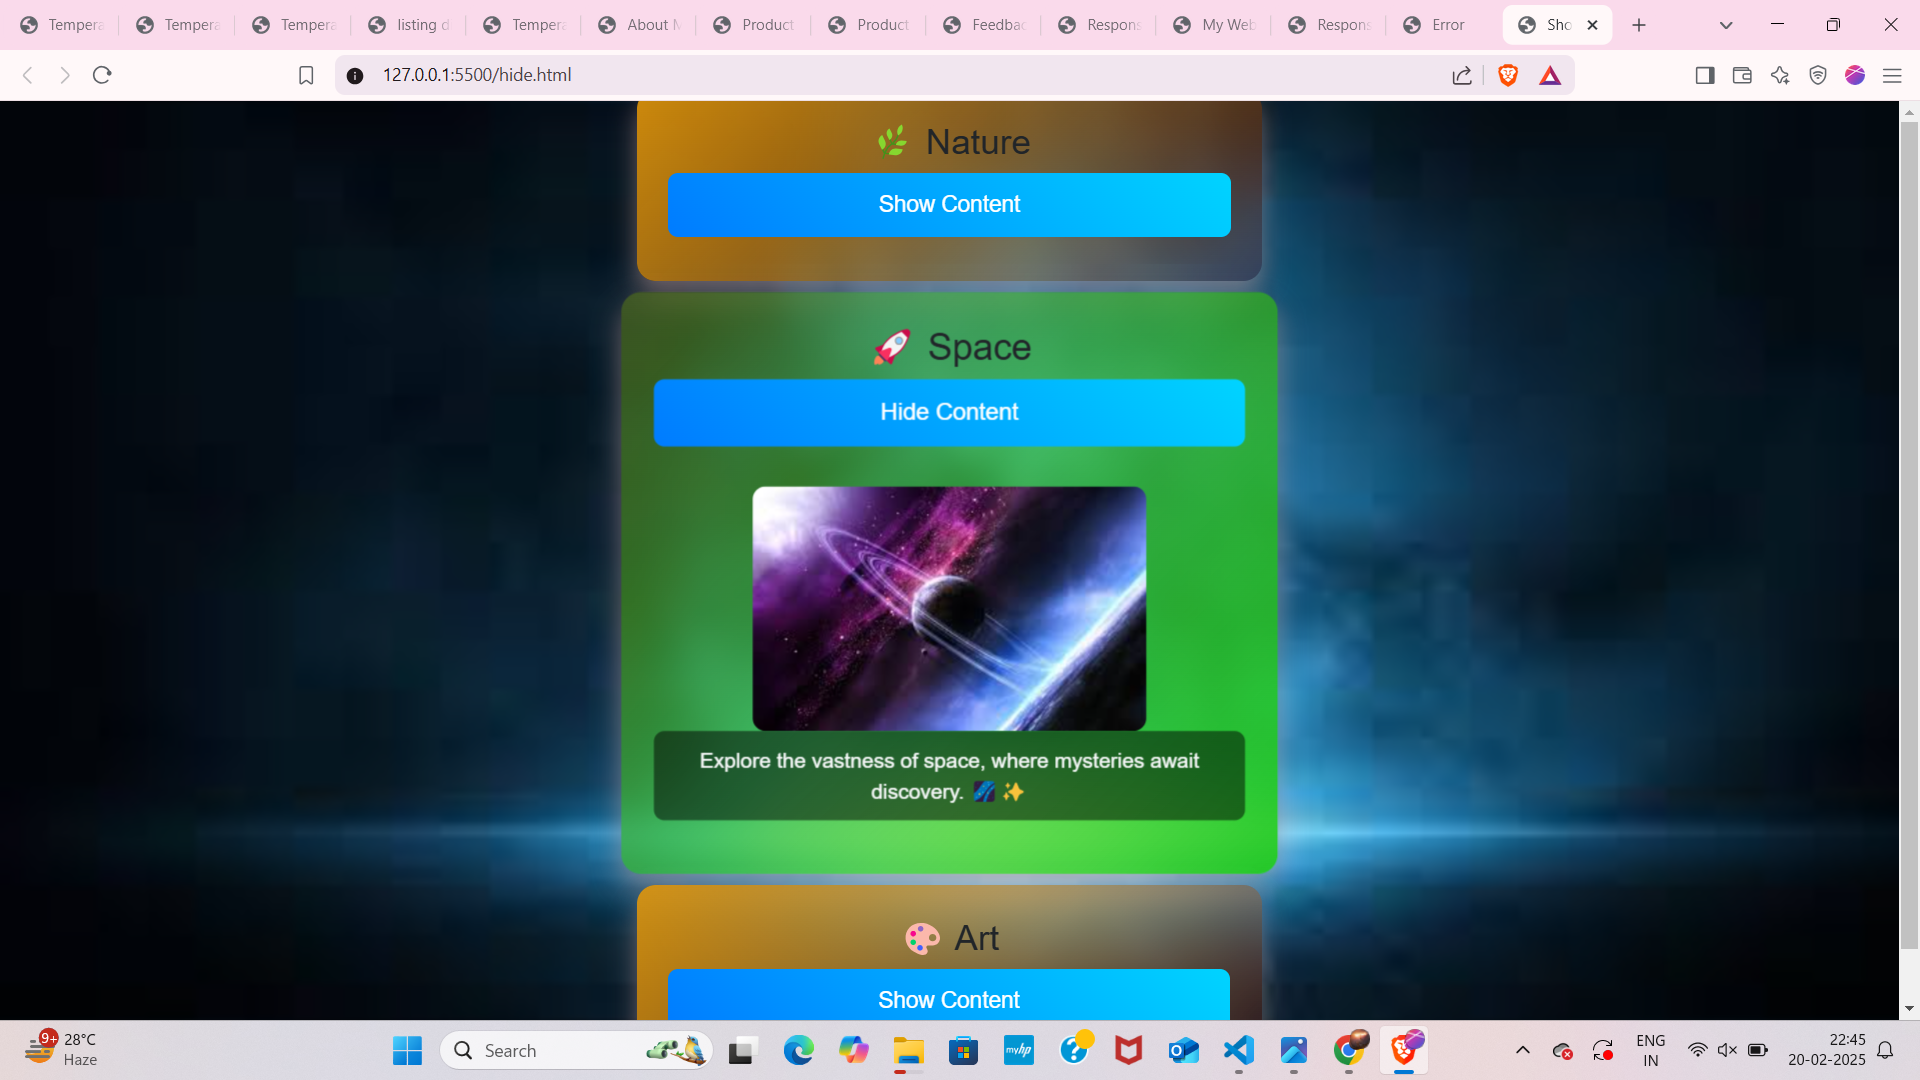 Tempera
Tempera
Tempera
listing d
Tempera
About M
Product
Product
Feedbac
Respons
My Web
Respons
Error
Sho
127.0.0.1:5500/hide.html
Nature
Show Content
Space
Hide Content
Explore the vastness of space, where mysteries await
discovery.
Art
Show Content
9+
28°C
Haze
Search
myhp
ENG
IN
22:45
20-02-2025